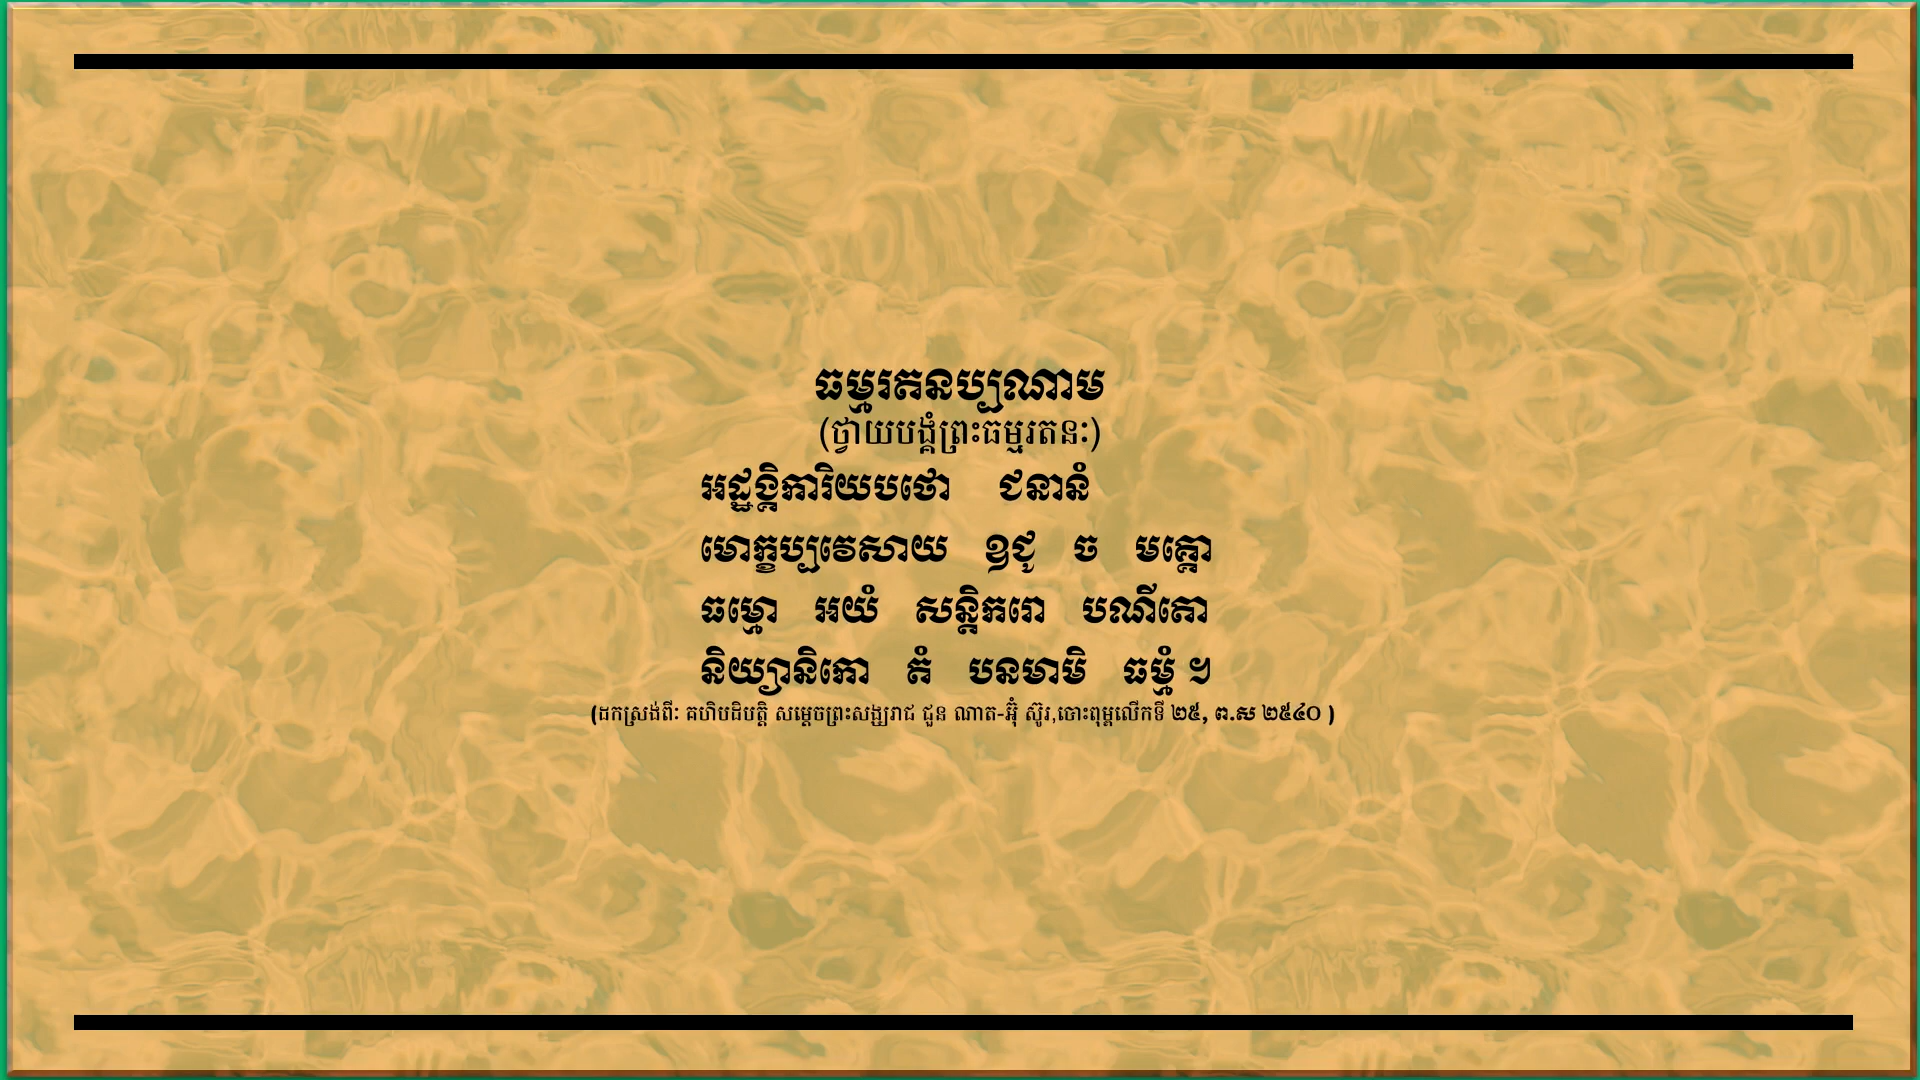 ធម្មរតនប្បណាម
(ថ្វាយបង្គំព្រះធម្មរតនៈ)
អដ្ឋង្គិការិយបថោ ជនានំ
មោក្ខប្បវេសាយ ឱជូ ច មគ្គោ
ធម្មោ អយំ សន្តិករោ បណីតោ
និយ្យានិកោ តំ បនមាមិ ធម្មំ ។
(ដកស្រង់ពីៈ គហិបដិបត្តិ សម្តេចព្រះសង្ឃរាជ ជួន ណាត-អ៊ុំ ស៊ូរ,បោះពុម្ពលើកទី ២៥, ព.ស ២៥៤០ )